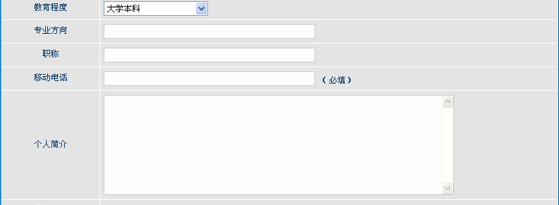 教育程度 大学本科
专业方向
职称
移动电话 （必填）
个人简介